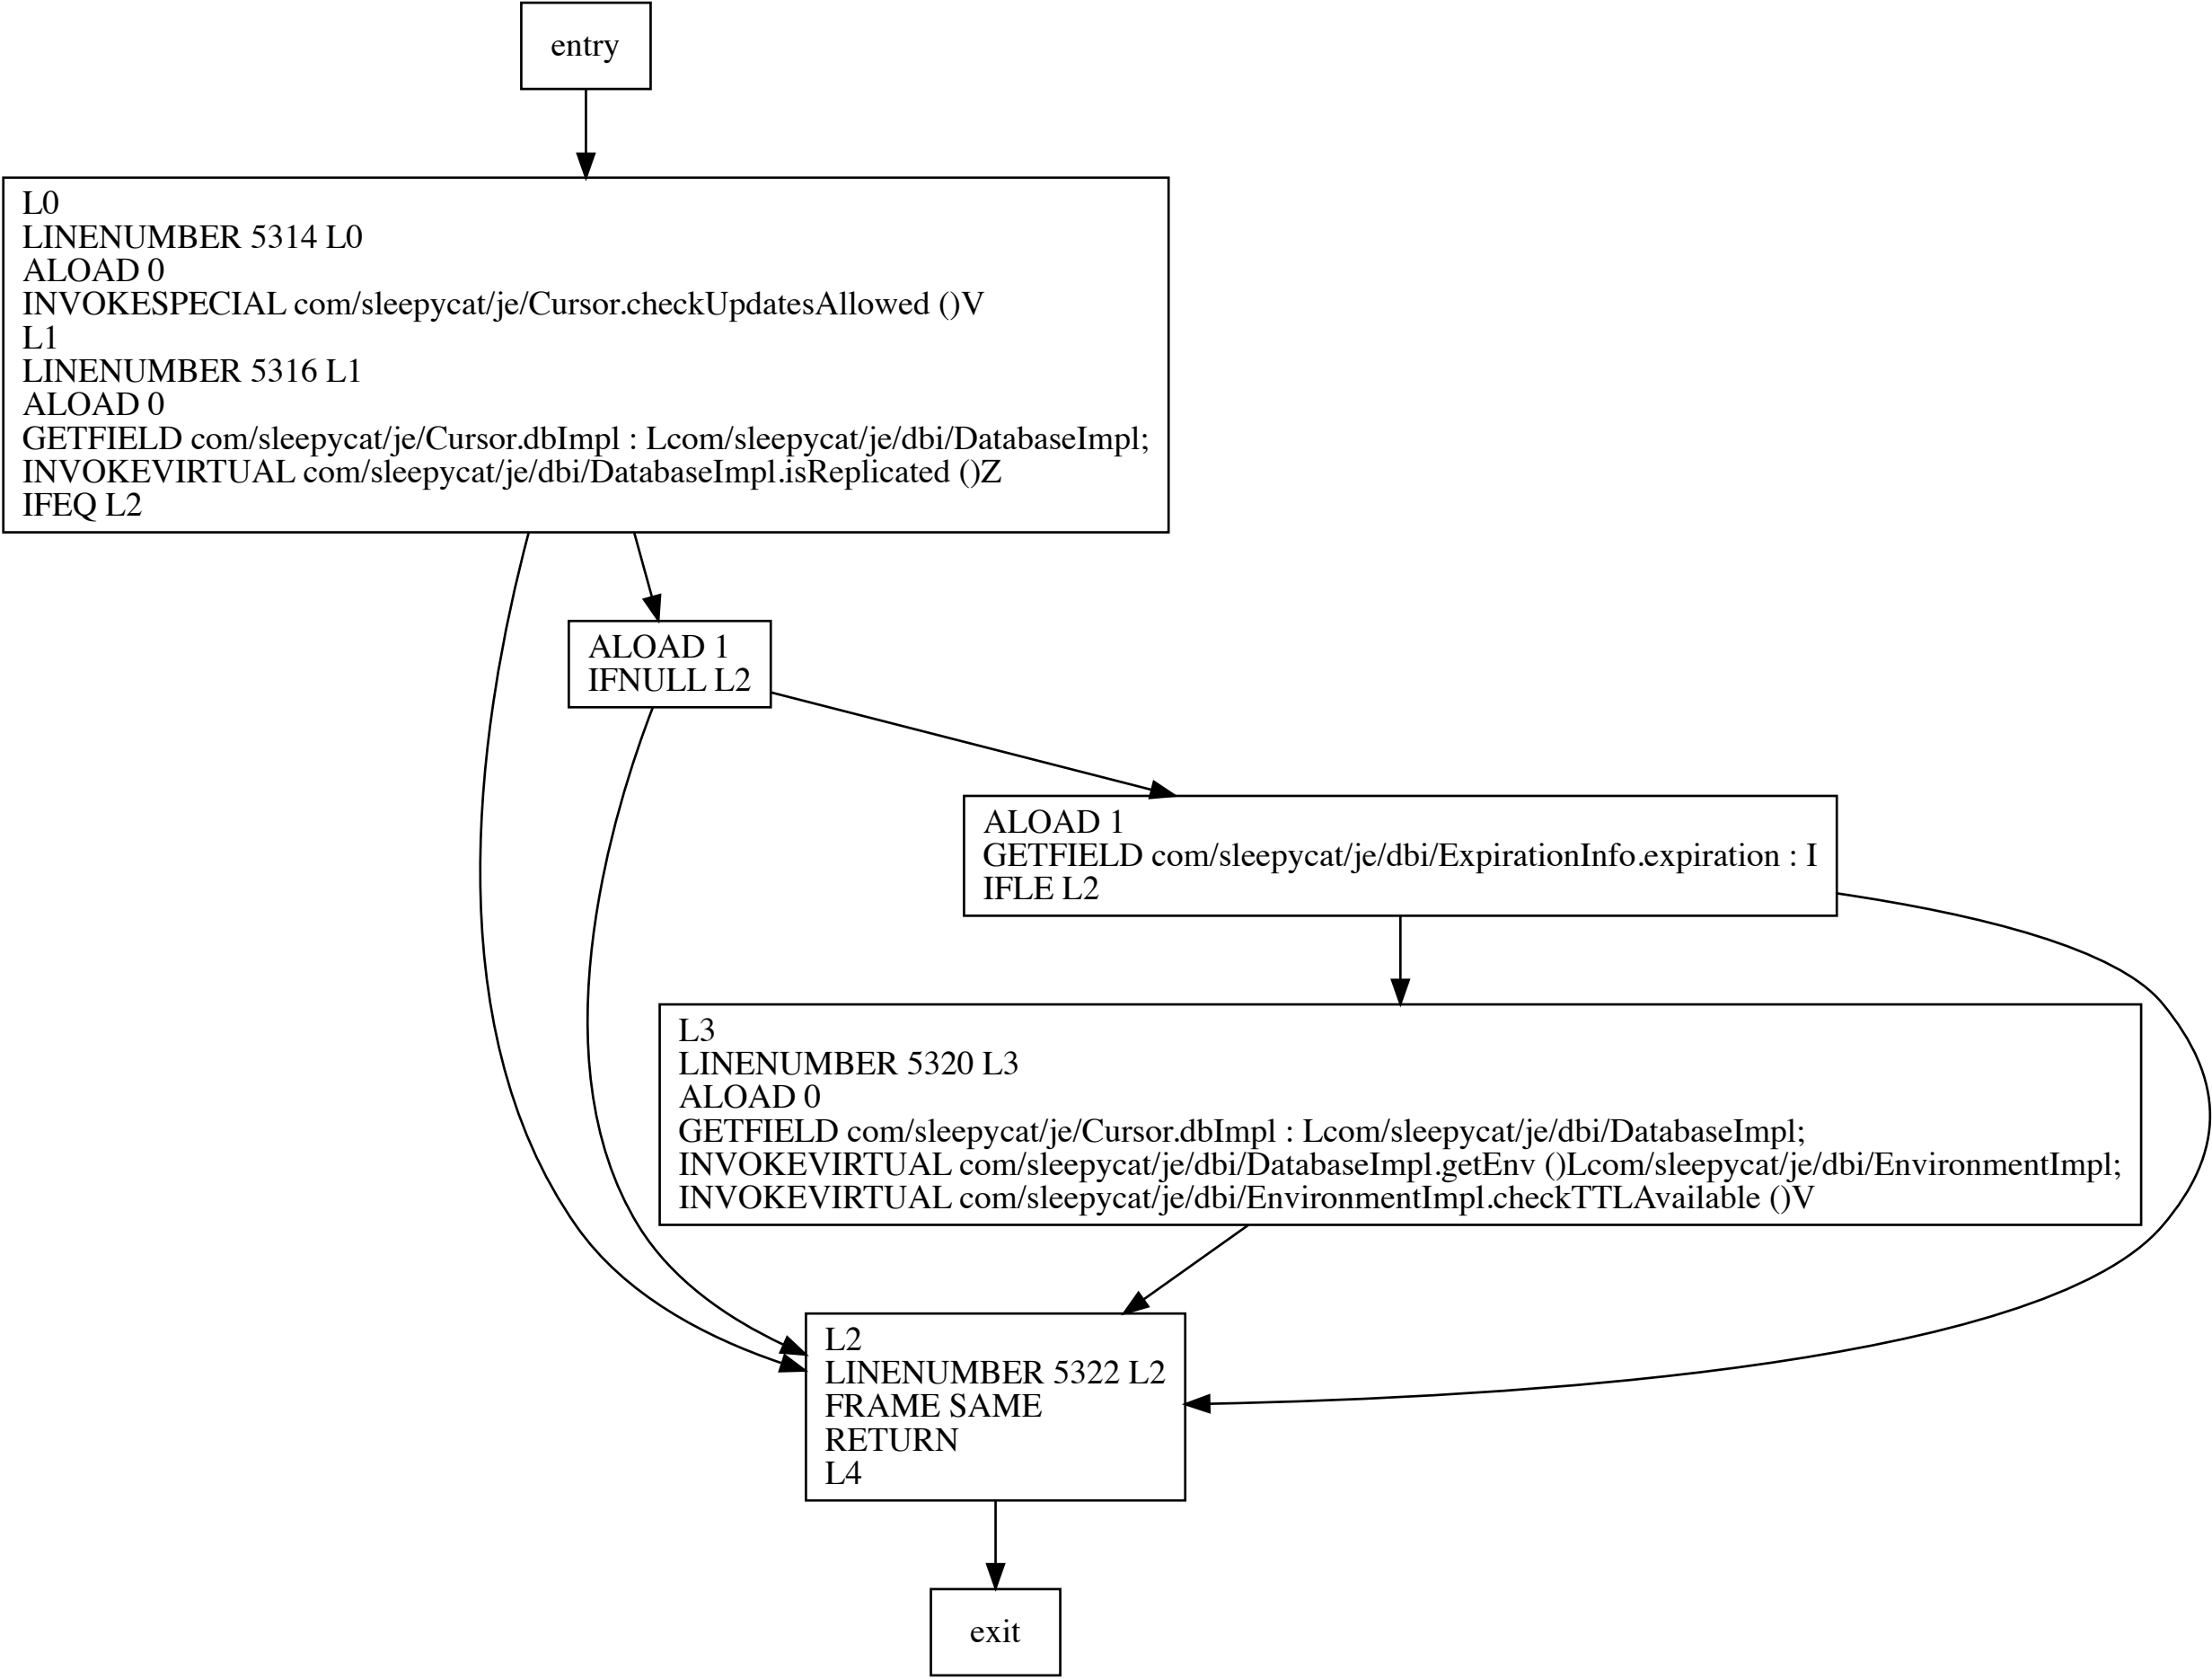 entry
L0
LINENUMBER 5314 L0
ALOAD 0
INVOKESPECIAL com/sleepycat/je/Cursor.checkUpdatesAllowed ()V
L1
LINENUMBER 5316 L1
ALOAD 0
GETFIELD com/sleepycat/je/Cursor.dbImpl : Lcom/sleepycat/je/dbi/DatabaseImpl;
INVOKEVIRTUAL com/sleepycat/je/dbi/DatabaseImpl.isReplicated ()Z
IFEQ L2
ALOAD 1
IFNULL L2
ALOAD 1
GETFIELD com/sleepycat/je/dbi/ExpirationInfo.expiration : I
IFLE L2
L3
LINENUMBER 5320 L3
ALOAD 0
GETFIELD com/sleepycat/je/Cursor.dbImpl : Lcom/sleepycat/je/dbi/DatabaseImpl;
INVOKEVIRTUAL com/sleepycat/je/dbi/DatabaseImpl.getEnv ()Lcom/sleepycat/je/dbi/EnvironmentImpl;
INVOKEVIRTUAL com/sleepycat/je/dbi/EnvironmentImpl.checkTTLAvailable ()V
L2
LINENUMBER 5322 L2
FRAME SAME
RETURN
L4
exit